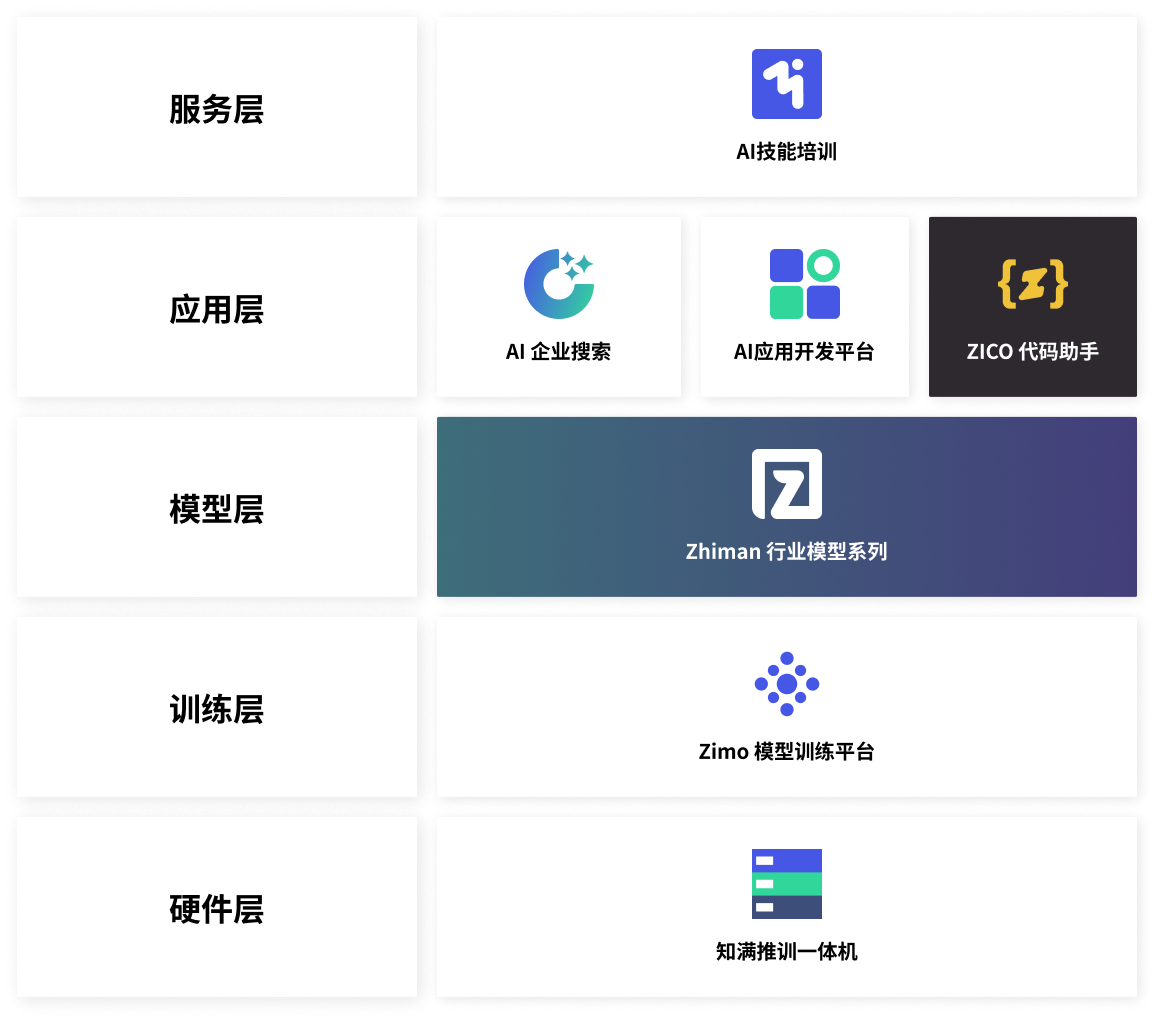 服务层
AI技能培训
应用层
AI 企业搜索
AI应用开发平台
ZICO 代码助手
模型层
Zhiman 行业模型系列
训练层
Zimo 模型训练平台
硬件层
知满推训一体机